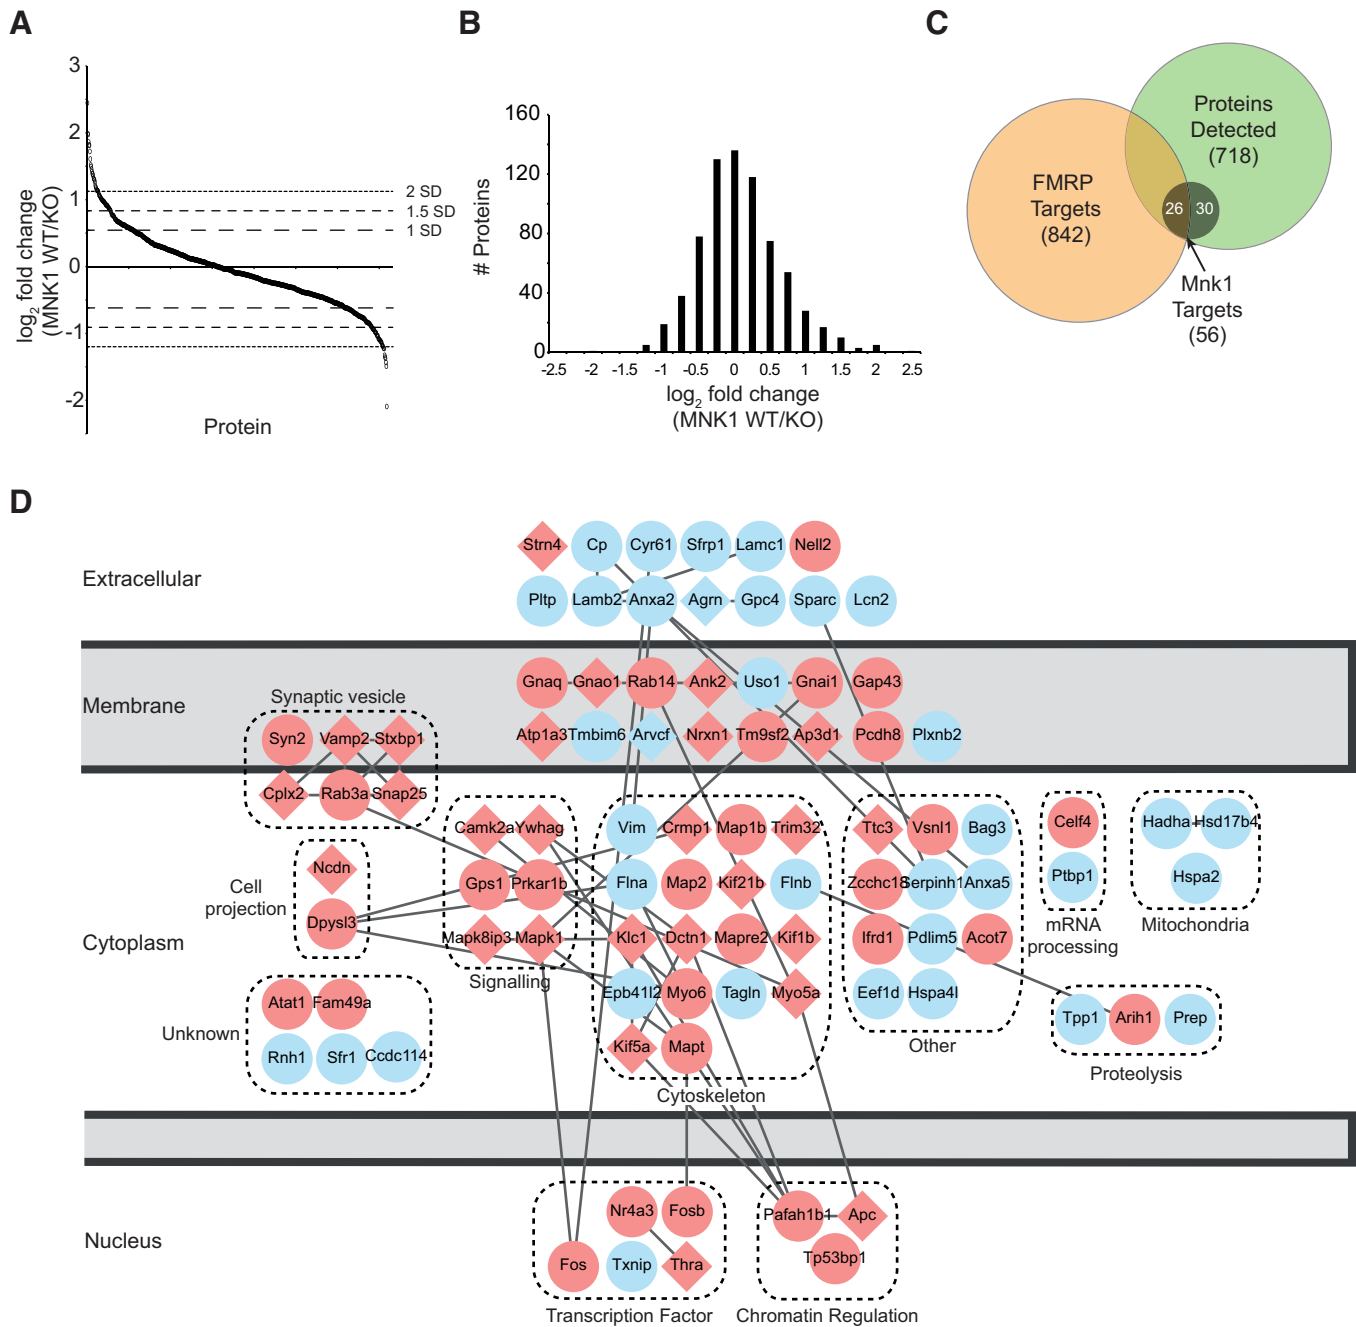 A
3
2
1
0
-1
-2
log2 fold change
(MNK1 WT/KO)
2 SD
1.5 SD
1 SD
Protein
B
160
120
80
40
0
# Proteins
-2.5 -2 -1.5 -1 -0.5 0 0.5 1 1.5 2 2.5
log2 fold change
(MNK1 WT/KO)
C
Proteins
Detected
(718)
FMRP
Targets
(842)
26 30
Mnk1
Targets
(56)
D
Extracellular
Strn4 Cp Cyr61 Sfrp1 Lamc1 Nell2
Pltp Lamb2 Anxa2 Agrn Gpc4 Sparc Lcn2
Membrane
Gnaq Gnao1 Rab14 Ank2 Uso1 Gnai1 Gap43
Atp1a3 Tmbim6 Arvcf Nrxn1 Tm9sf2 Ap3d1 Pcdh8 Plxnb2
Synaptic vesicle
Syn2 Vamp2 Stxbp1
Cplx2 Rab3a Snap25
Cytoplasm
Cell
projection
Ncdn
Dpysl3
Camk2a Ywhag
Gps1 Prkar1b
Mapk8ip3 Mapk1
Signalling
Vim Crmp1 Map1b Trim32
Flna Map2 Kif21b Flnb
Klc1 Dctn1 Mapre2 Kif1b
Epb41l2 Myo6 Tagln Myo5a
Kif5a Mapt
Cytoskeleton
Ttc3 Vsnl1 Bag3
Zcchc18 Serpinh1 Anxa5
Ifrd1 Pdlim5 Acot7
Eef1d Hspa4l
Other
Celf4
Ptbp1
mRNA
processing
Hadha Hsd17b4
Hspa2
Mitochondria
Unknown
Atat1 Fam49a
Rnh1 Sfr1 Ccdc114
Tpp1 Arih1 Prep
Proteolysis
Nucleus
Nr4a3 Fosb
Fos Txnip Thra
Transcription Factor
Pafah1b1 Apc
Tp53bp1
Chromatin Regulation